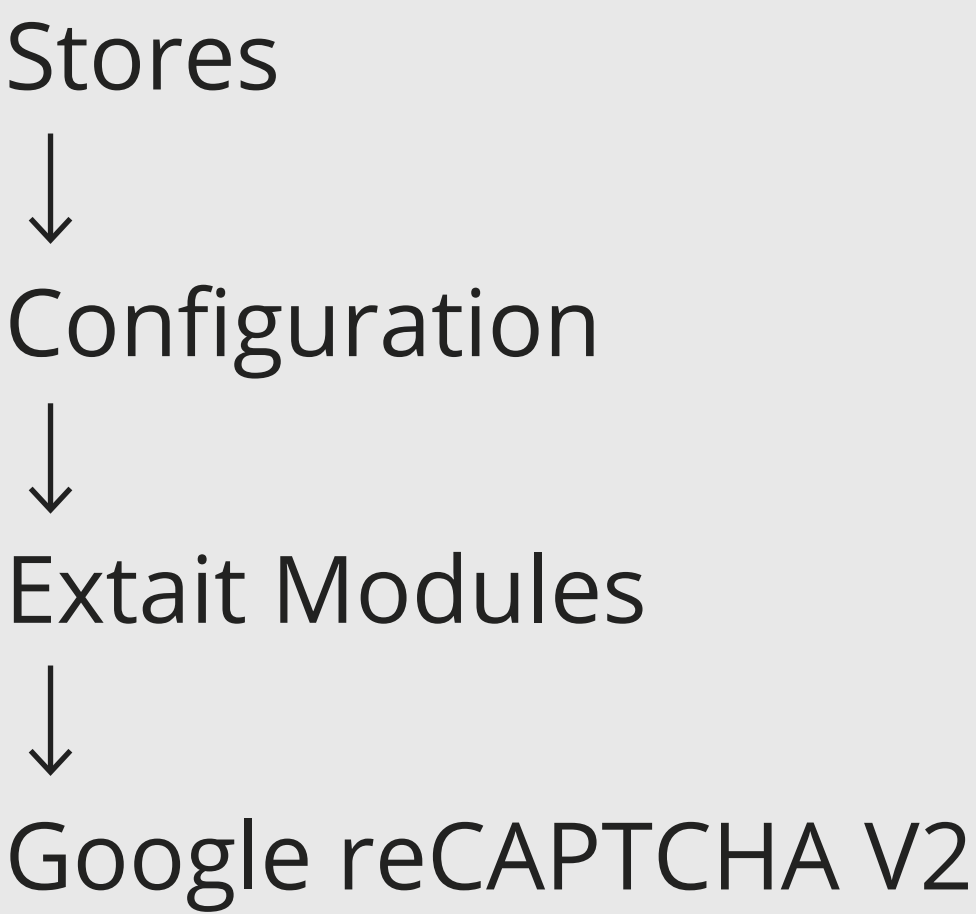 Stores
↓
Configuration
↓
Extait Modules
↓
Google reCAPTCHA V2